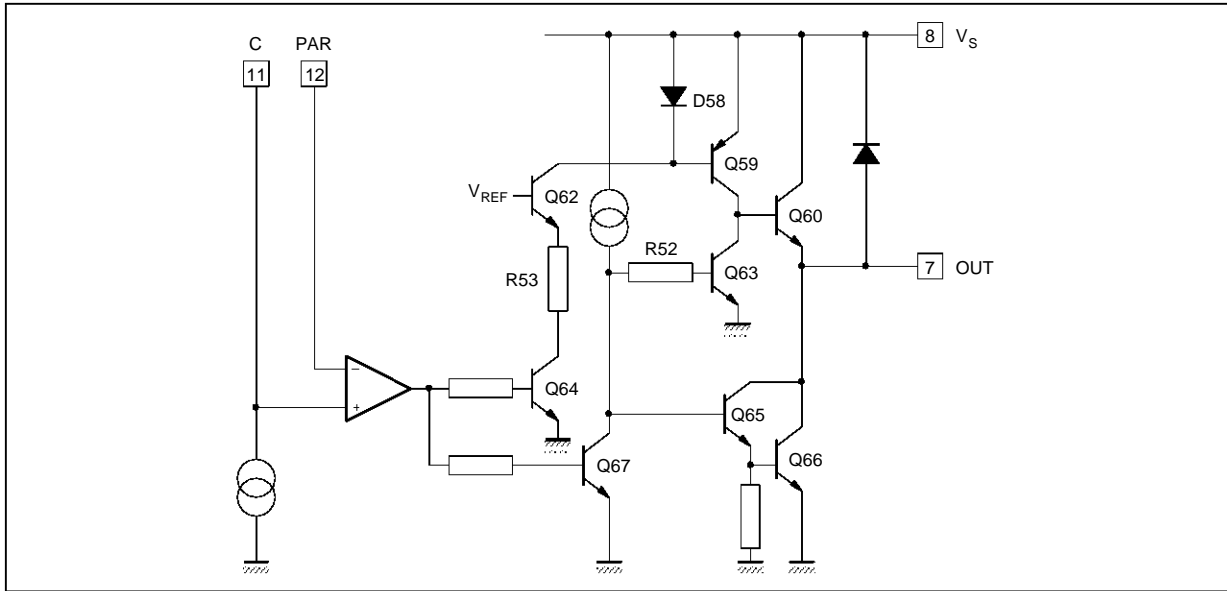 C PAR
11 12
8 V_S
D58
Q59
V_REF Q62
Q60
R52
Q63
7 OUT
R53
−
+
Q64
Q65
Q67
Q66